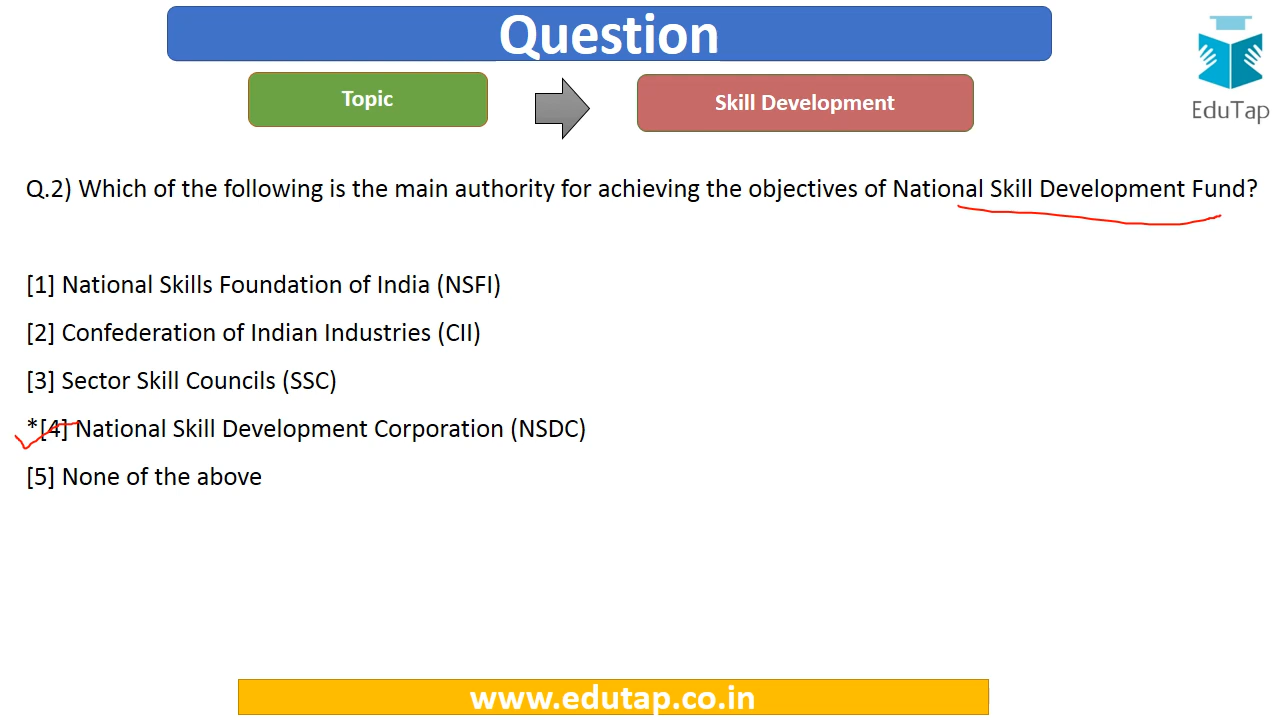 Question
Topic
Skill Development
EduTap
Q.2) Which of the following is the main authority for achieving the objectives of National Skill Development Fund?
[1] National Skills Foundation of India (NSFI)
[2] Confederation of Indian Industries (CII)
[3] Sector Skill Councils (SSC)
*[4] National Skill Development Corporation (NSDC)
[5] None of the above
www.edutap.co.in